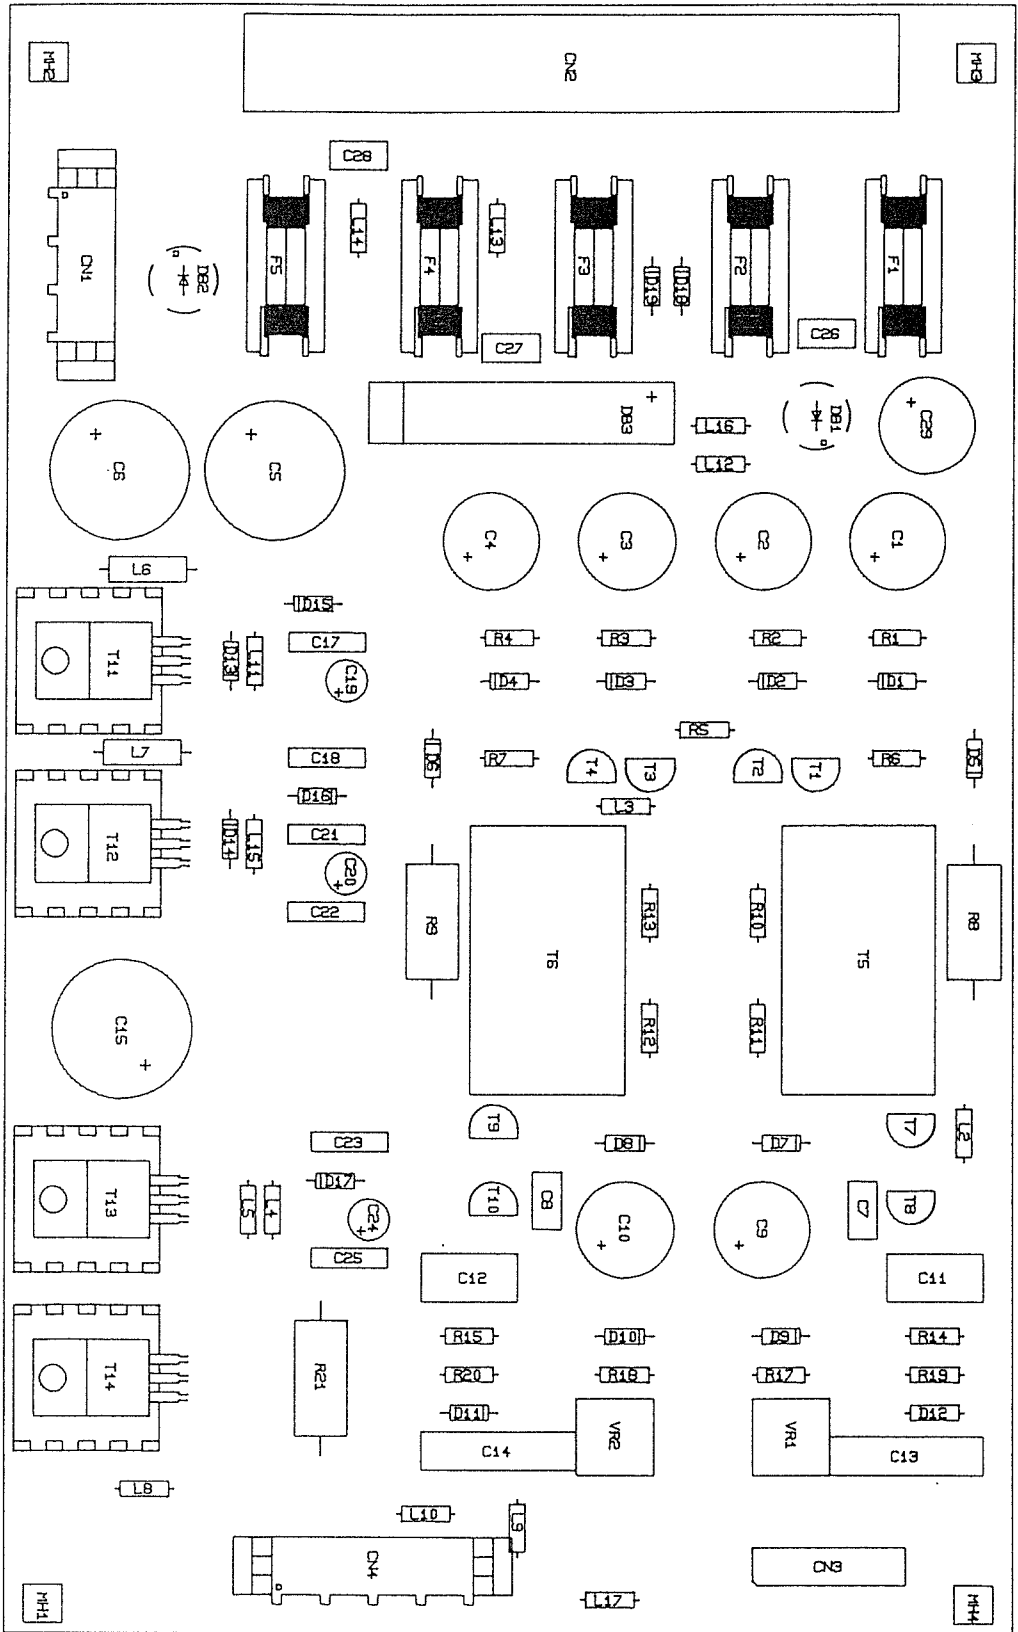 MH2
CN2
MH3
C28
CN1
DB2
F5
L14
F4
L13
F3
D19
D18
F2
F1
C27
C26
DB3
+
L16
L12
DB1
+
C29
+
C6
+
C5
C4
+
C3
+
C2
+
C1
+
L6
D15
T11
D13
L11
C17
C19
+
R4
R3
R2
R1
D4
D3
D2
D1
L7
C18
D6
R7
T4
T3
R5
T2
T1
R6
D5
D16
L3
T12
D14
L15
C21
C20
+
C22
R9
T6
R13
R10
T5
R8
R12
R11
C15
+
T9
T7
L2
C23
D8
D7
T13
L5
L4
D17
C24
+
C25
T10
C8
C10
+
C9
+
C7
T8
C12
C11
T14
R21
R15
D10
D9
R14
R20
R18
R17
R19
D11
VR2
VR1
D12
C14
C13
L8
L10
L9
CN4
CN3
MH1
L17
MH4